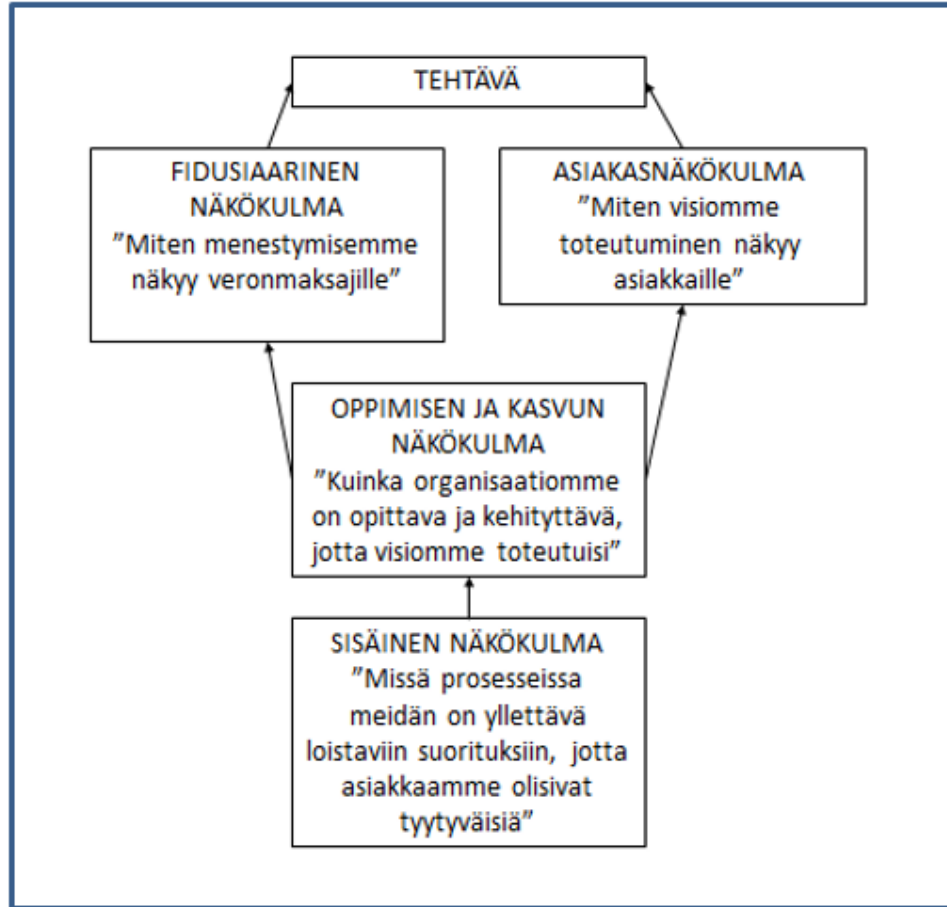 TEHTÄVÄ
FIDUSIAARINEN
NÄKÖKULMA
”Miten menestymisemme
näkyy veronmaksajille”
ASIAKASNÄKÖKULMA
”Miten visiomme
toteutuminen näkyy
asiakkaille”
OPPIMISEN JA KASVUN
NÄKÖKULMA
”Kuinka organisaatiomme
on opittava ja kehityttävä,
jotta visiomme toteutuisi”
SISÄINEN NÄKÖKULMA
”Missä prosesseissa
meidän on yllettävä
loistaviin suorituksiin, jotta
asiakkaamme olisivat
tyytyväisiä”